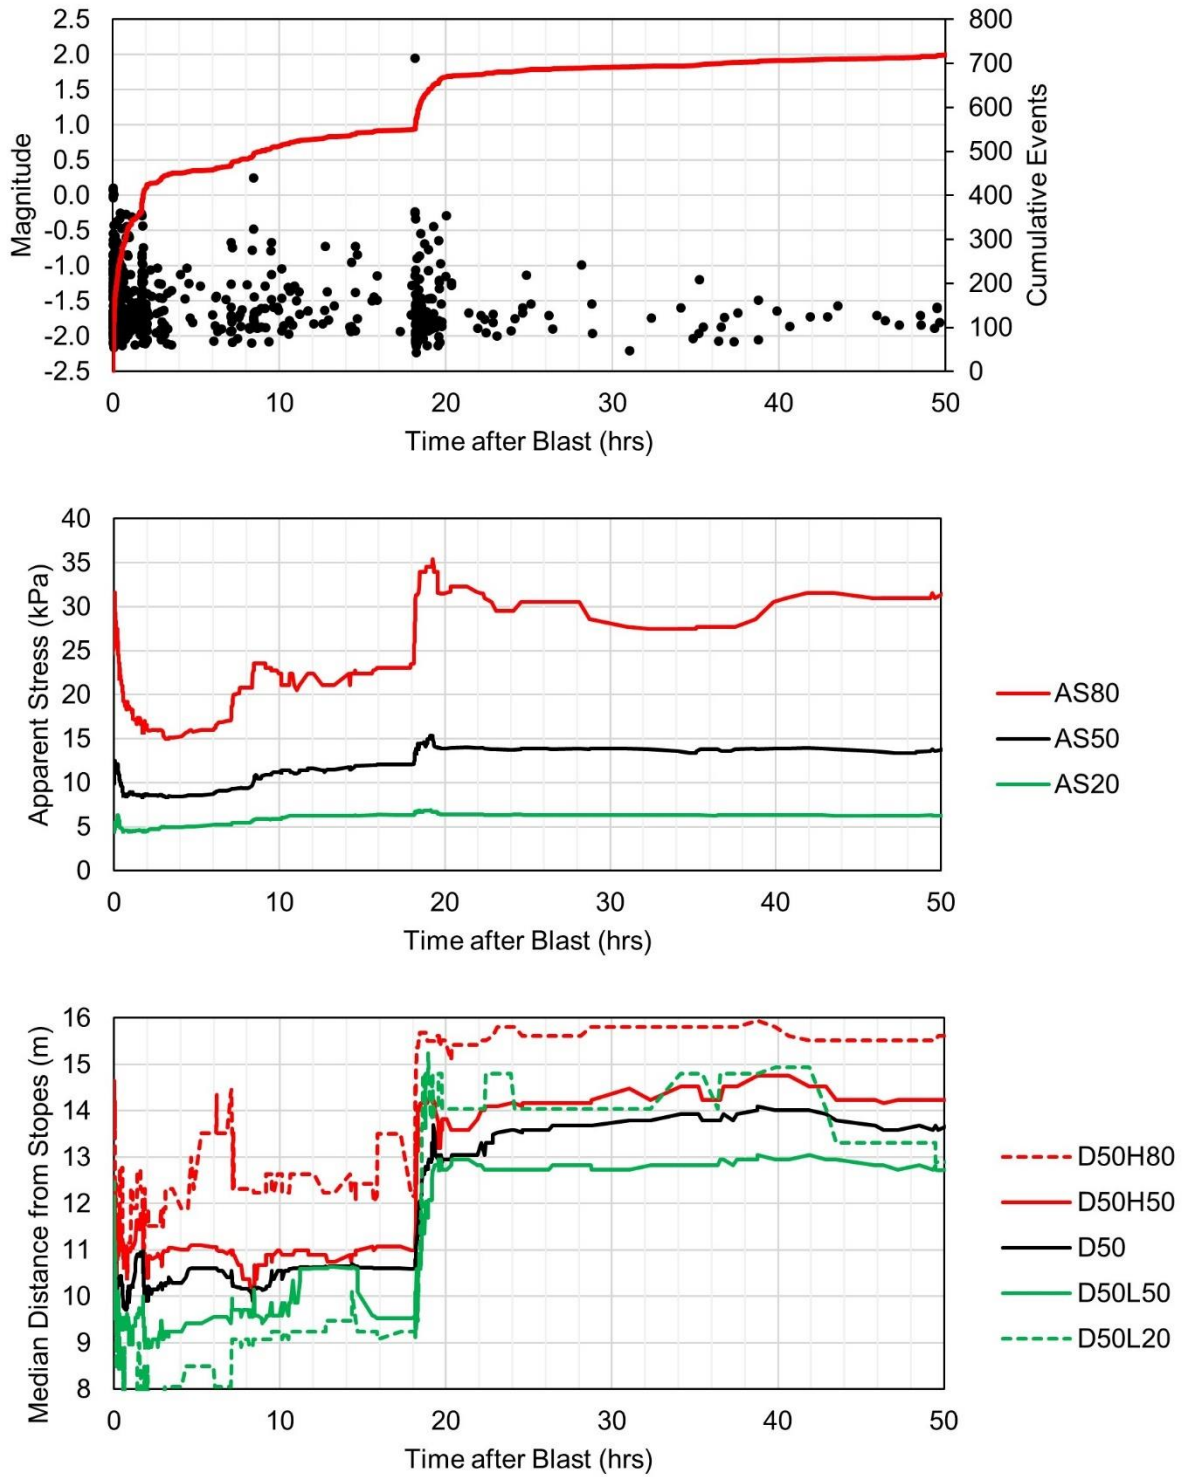 2.5
2.0
1.5
1.0
0.5
0.0
-0.5
-1.0
-1.5
-2.0
-2.5
Magnitude
800
700
600
500
400
300
200
100
0
Cumulative Events
0 10 20 30 40 50
Time after Blast (hrs)
40
35
30
25
20
15
10
5
0
Apparent Stress (kPa)
0 10 20 30 40 50
Time after Blast (hrs)
AS80
AS50
AS20
16
15
14
13
12
11
10
9
8
Median Distance from Stopes (m)
0 10 20 30 40 50
Time after Blast (hrs)
D50H80
D50H50
D50
D50L50
D50L20